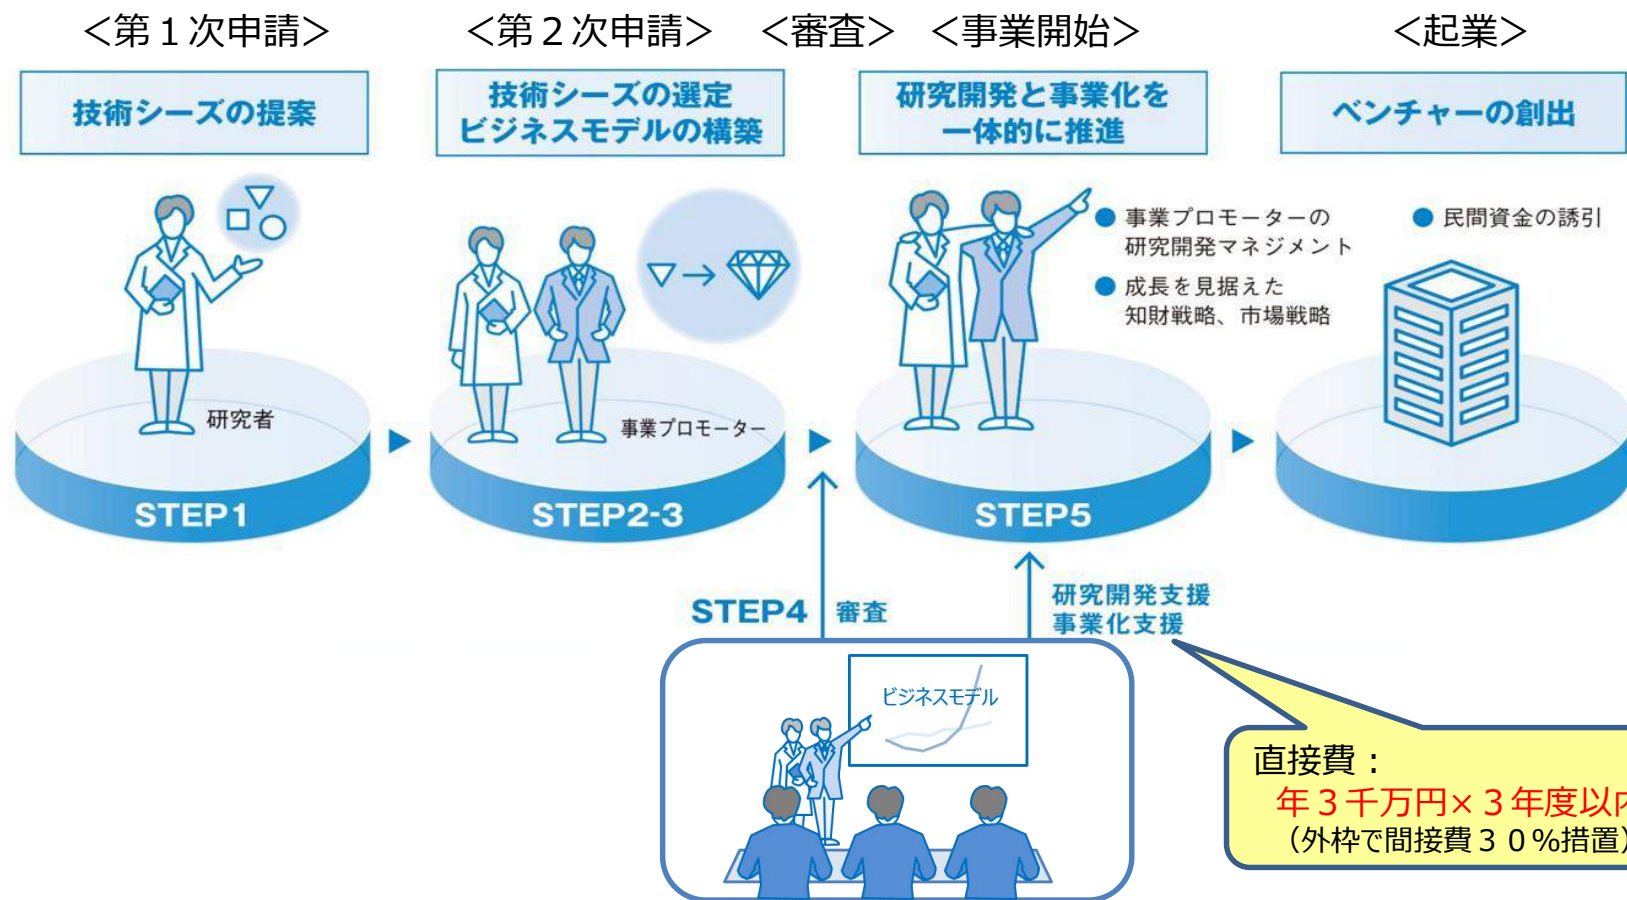 ＜第１次申請＞
＜第２次申請＞
＜審査＞
＜事業開始＞
＜起業＞
技術シーズの提案
技術シーズの選定
ビジネスモデルの構築
研究開発と事業化を
一体的に推進
ベンチャーの創出
● 事業プロモーターの
研究開発マネジメント
● 成長を見据えた
知財戦略、市場戦略
● 民間資金の誘引
研究者
事業プロモーター
STEP1
STEP2-3
STEP5
STEP4 審査
研究開発支援
事業化支援
ビジネスモデル
直接費：
年３千万円×３年度以内
（外枠で間接費３０％措置）